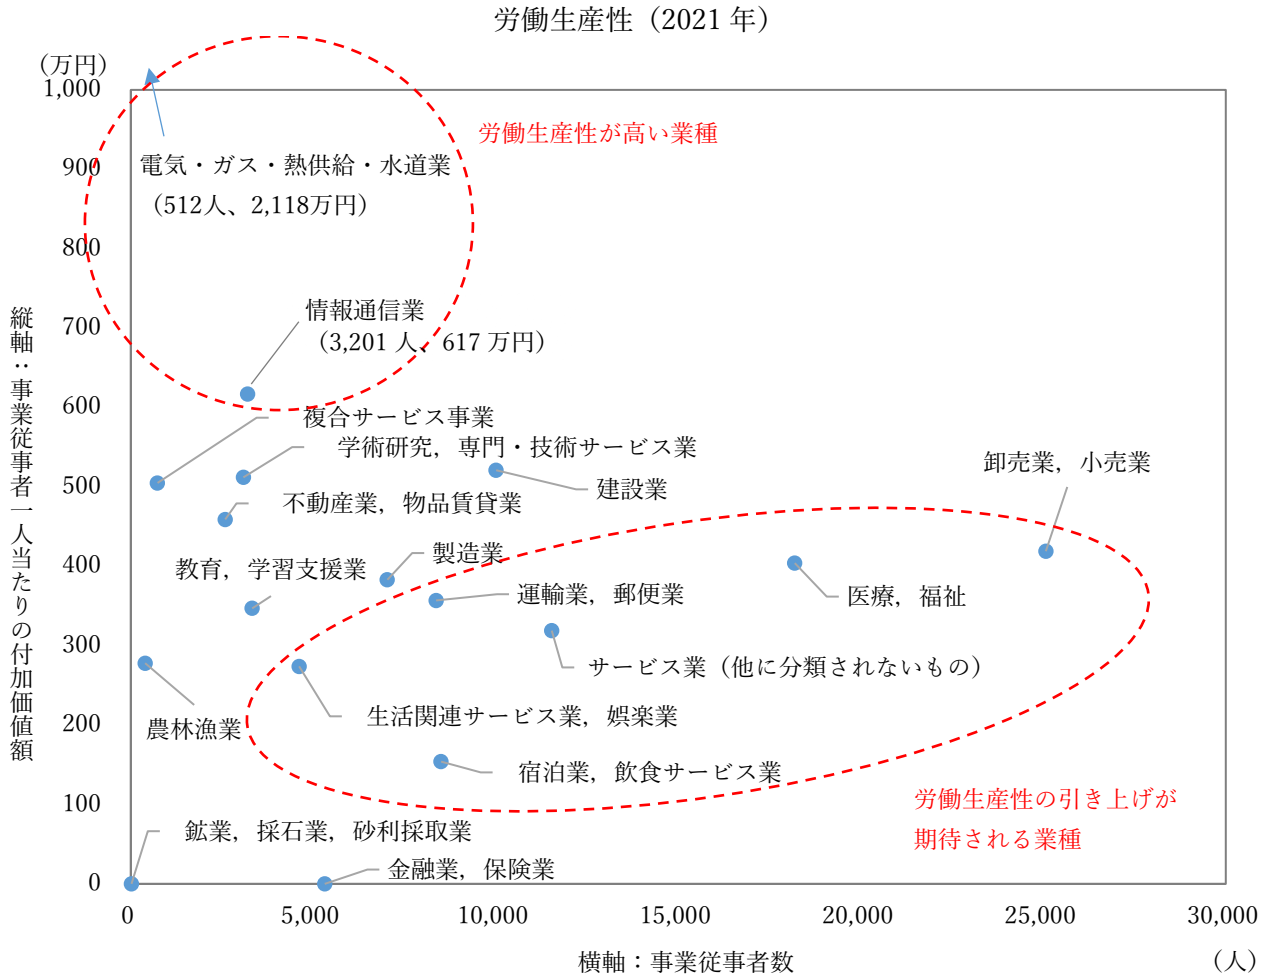 労働生産性（2021 年）
（万円）
1,000
900
800
700
600
500
400
300
200
100
0
縦軸：事業従事者一人当たりの付加価値額
労働生産性が高い業種
電気・ガス・熱供給・水道業
（512人、2,118万円）
情報通信業
（3,201 人、617 万円）
複合サービス事業
学術研究，専門・技術サービス業
建設業
卸売業，小売業
不動産業，物品賃貸業
製造業
教育，学習支援業
運輸業，郵便業
医療，福祉
サービス業（他に分類されないもの）
農林漁業
生活関連サービス業，娯楽業
宿泊業，飲食サービス業
労働生産性の引き上げが
期待される業種
鉱業，採石業，砂利採取業
金融業，保険業
0
5,000
10,000
15,000
20,000
25,000
30,000
横軸：事業従事者数
（人）